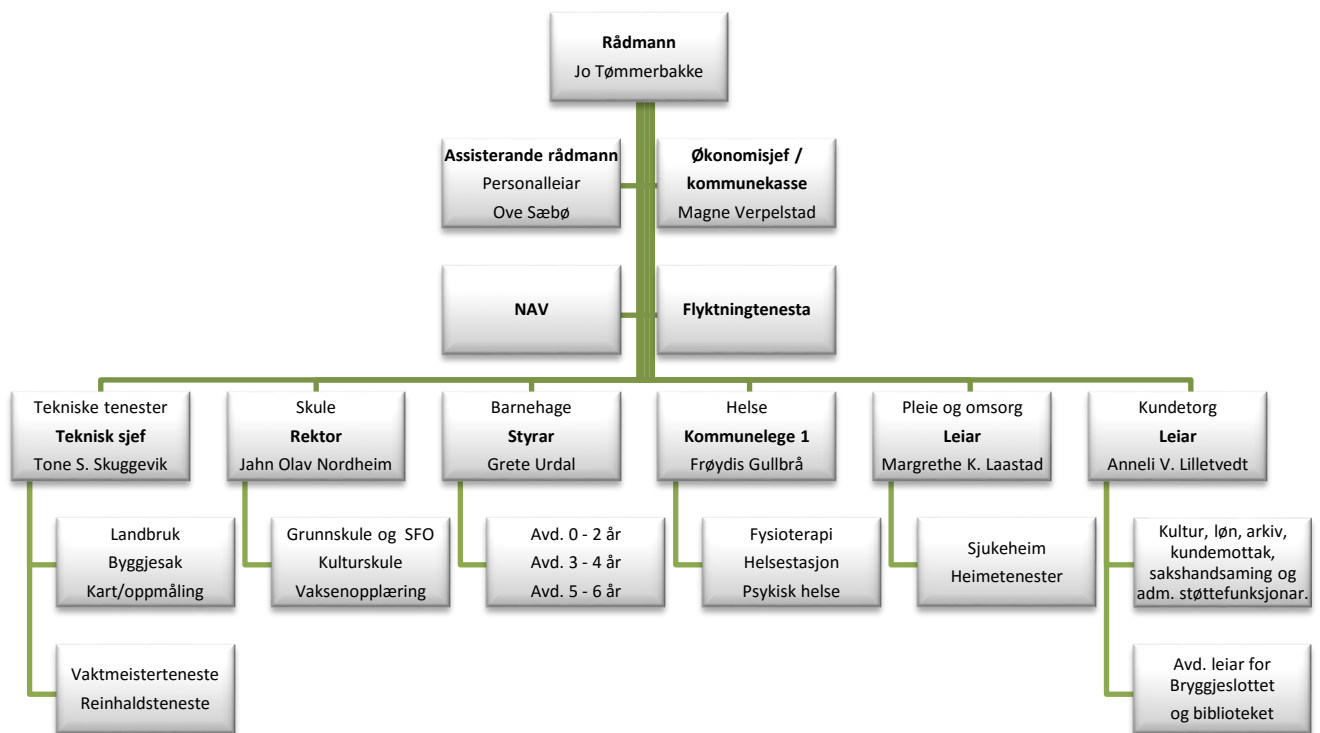 Rådmann
Jo Tømmerbakke
Assisterande rådmann
Personalleiar
Ove Sæbø
Økonomisjef /
kommunekasse
Magne Verpelstad
NAV
Flyktningtenesta
Tekniske tenester
Teknisk sjef
Tone S. Skuggevik
Skule
Rektor
Jahn Olav Nordheim
Barnehage
Styrar
Grete Urdal
Helse
Kommunelege 1
Frøydis Gullbrå
Pleie og omsorg
Leiar
Margrethe K. Laastad
Kundetorg
Leiar
Anneli V. Lilletvedt
Landbruk
Byggjesak
Kart/oppmåling
Grunnskule og SFO
Kulturskule
Vaksenopplæring
Avd. 0 - 2 år
Avd. 3 - 4 år
Avd. 5 - 6 år
Fysioterapi
Helsestasjon
Psykisk helse
Sjukeheim
Heimetenester
Kultur, løn, arkiv,
kundemottak,
sakshandsaming og
adm. støttefunksjonar.
Vaktmeisterteneste
Reinhaldsteneste
Avd. leiar for
Bryggjeslottet
og biblioteket